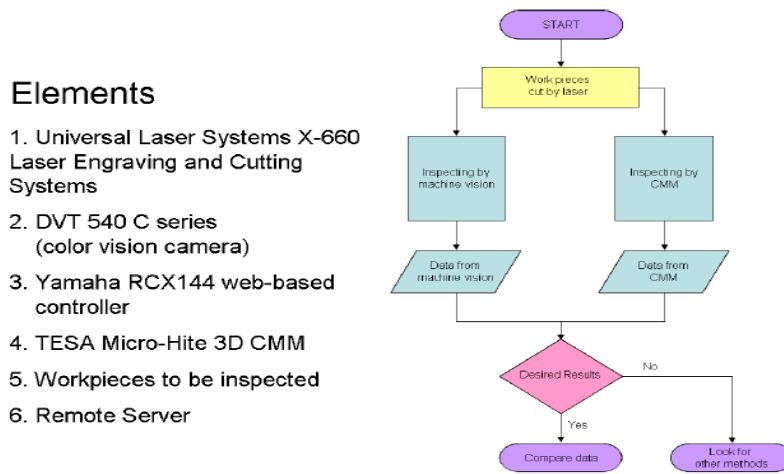 Elements
1. Universal Laser Systems X-660
Laser Engraving and Cutting
Systems
2. DVT 540 C series
(color vision camera)
3. Yamaha RCX144 web-based
controller
4. TESA Micro-Hite 3D CMM
5. Workpieces to be inspected
6. Remote Server
START
Work pieces
cut by laser
Inspecting by
machine vision
Inspecting by
CMM
Data from
machine vision
Data from
CMM
Desired Results
No
Yes
Compare data
Look for
other methods